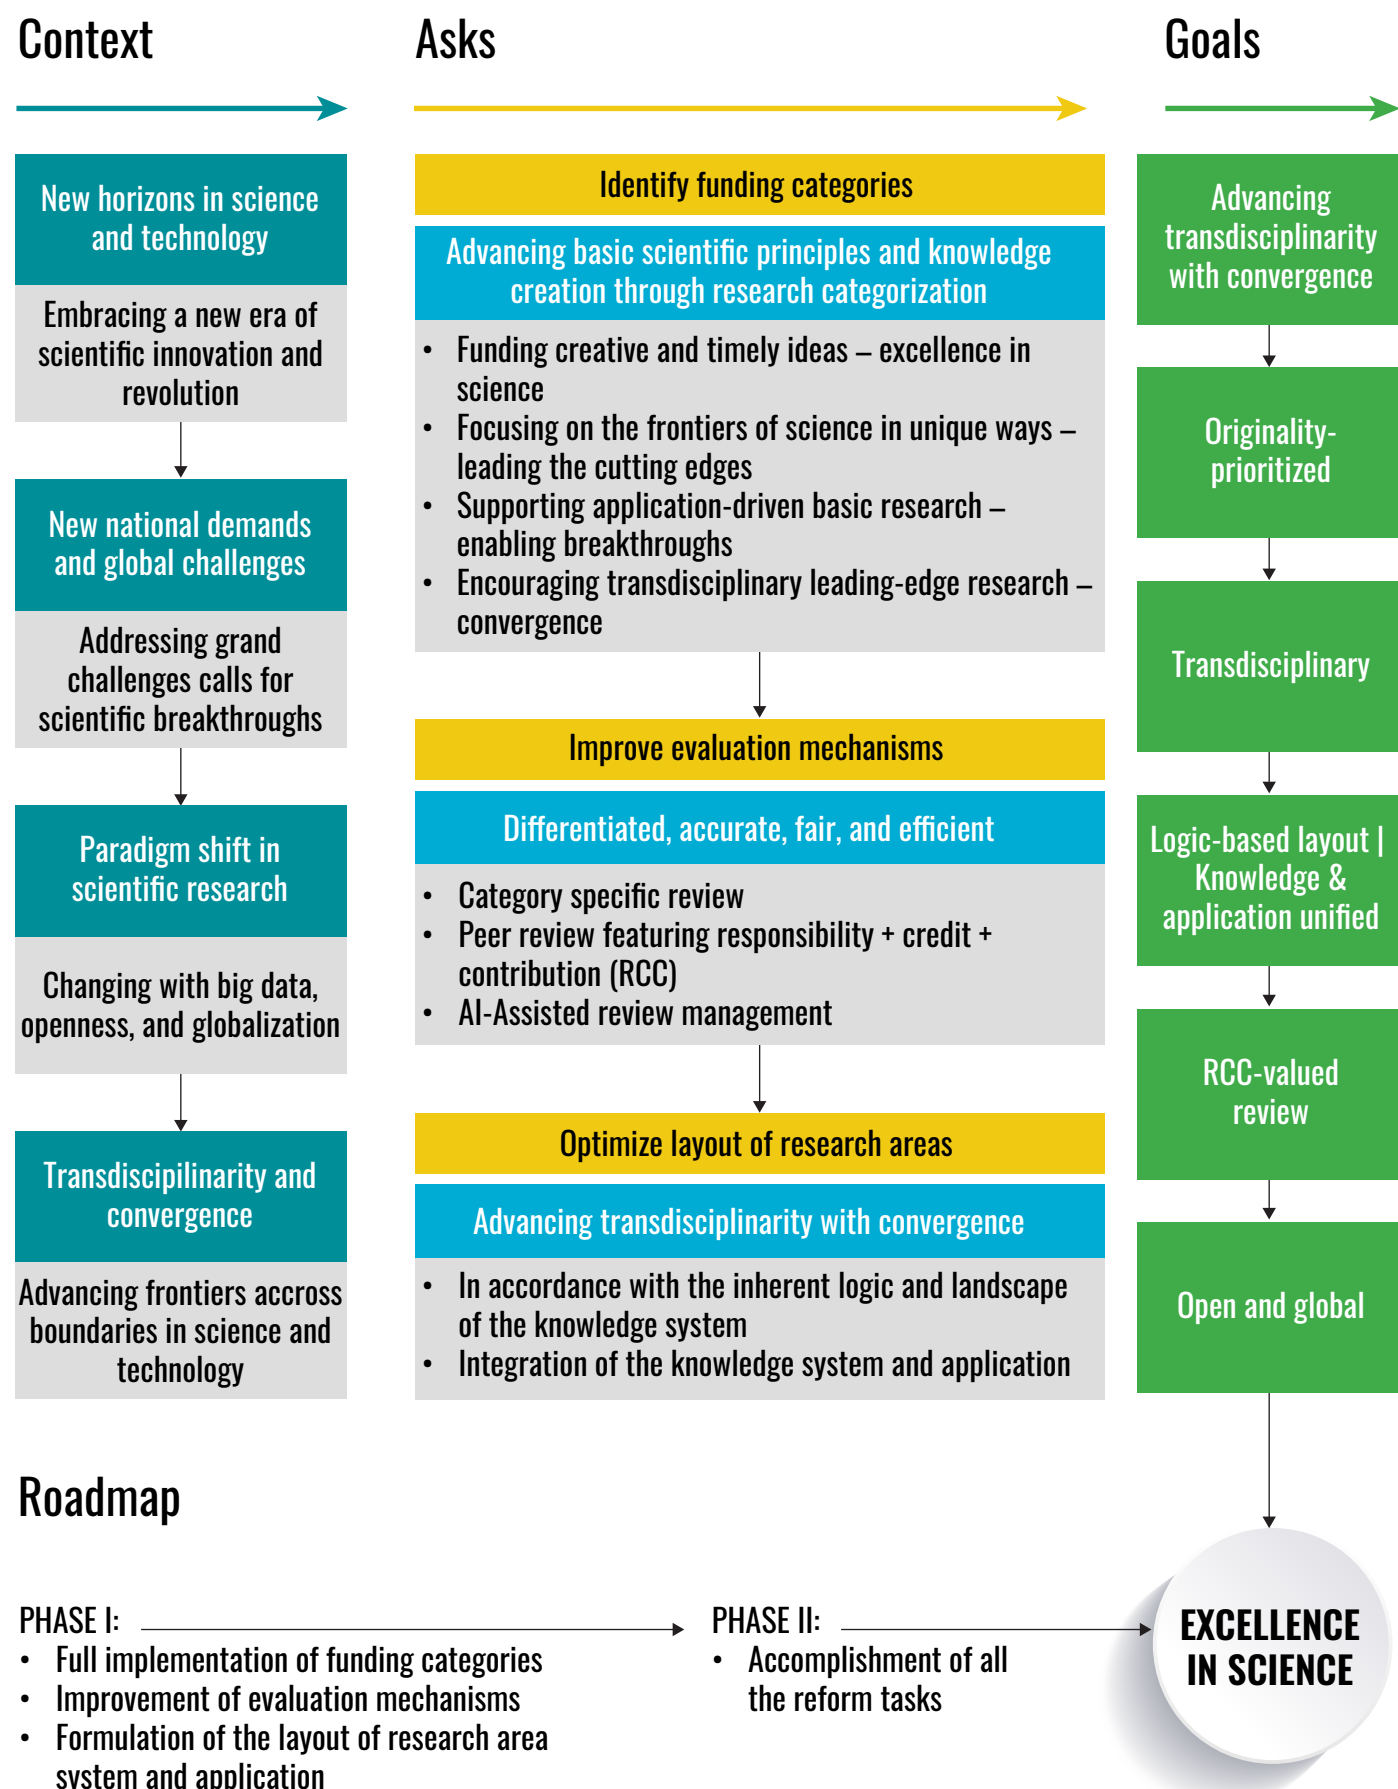 Context
New horizons in science
and technology
Embracing a new era of
scientific innovation and
revolution
New national demands
and global challenges
Addressing grand
challenges calls for
scientific breakthroughs
Paradigm shift in
scientific research
Changing with big data,
openness, and globalization
Transdiscipilinarity and
convergence
Advancing frontiers accross
boundaries in science and
technology
Asks
Identify funding categories
Advancing basic scientific principles and knowledge
creation through research categorization
• Funding creative and timely ideas – excellence in
science
• Focusing on the frontiers of science in unique ways –
leading the cutting edges
• Supporting application-driven basic research –
enabling breakthroughs
• Encouraging transdisciplinary leading-edge research –
convergence
Improve evaluation mechanisms
Differentiated, accurate, fair, and efficient
• Category specific review
• Peer review featuring responsibility + credit +
contribution (RCC)
• AI-Assisted review management
Optimize layout of research areas
Advancing transdisciplinarity with convergence
• In accordance with the inherent logic and landscape
of the knowledge system
• Integration of the knowledge system and application
Goals
Advancing
transdisciplinarity
with convergence
Originality-
prioritized
Transdisciplinary
Logic-based layout |
Knowledge &
application unified
RCC-valued
review
Open and global
Roadmap
PHASE I:
• Full implementation of funding categories
• Improvement of evaluation mechanisms
• Formulation of the layout of research area
system and application
PHASE II:
• Accomplishment of all
the reform tasks
EXCELLENCE
IN SCIENCE